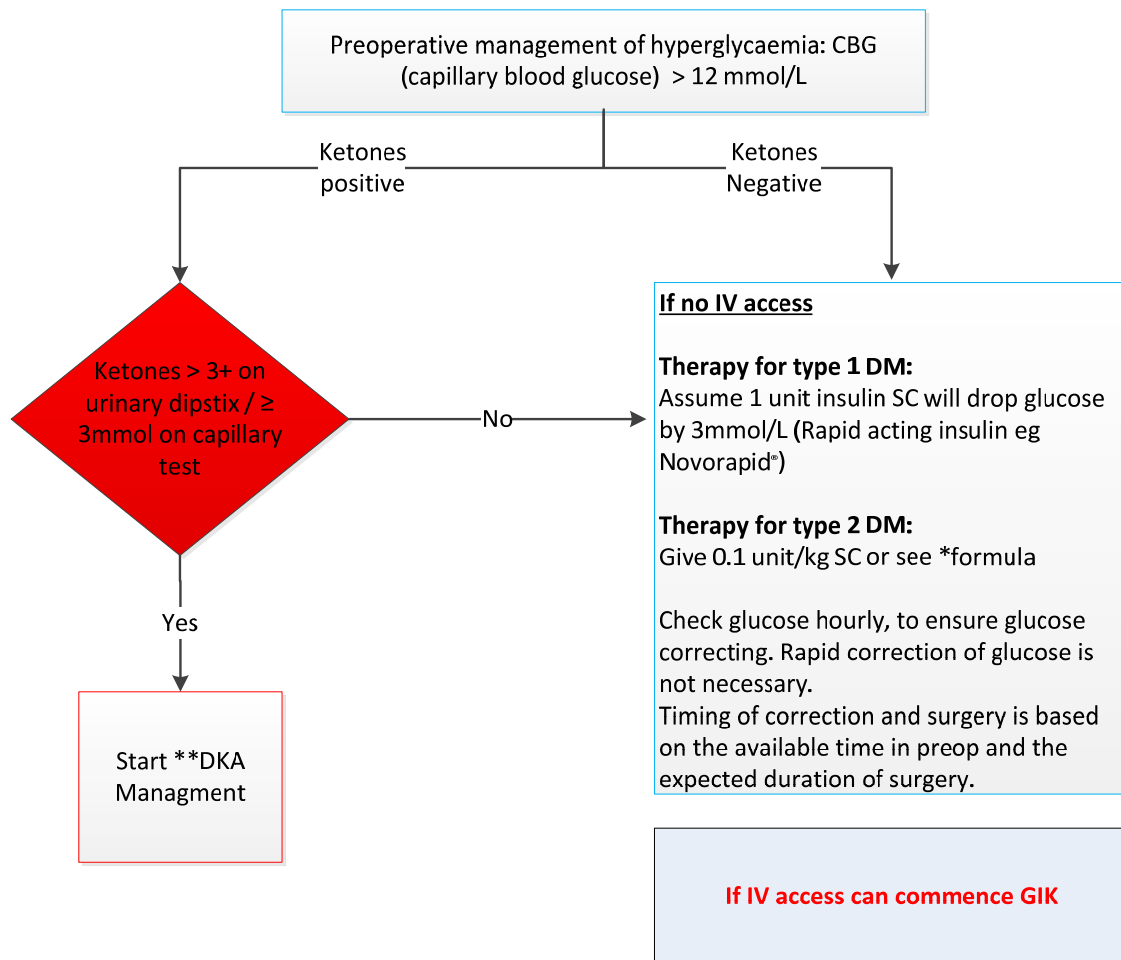 Preoperative management of hyperglycaemia: CBG
(capillary blood glucose)  > 12 mmol/L
Ketones
positive
Ketones
Negative
Ketones > 3+ on
urinary dipstix / ≥
3mmol on capillary
test
No
Yes
Start **DKA
Managment
If no IV access
Therapy for type 1 DM:
Assume 1 unit insulin SC will drop glucose
by 3mmol/L (Rapid acting insulin eg
Novorapid®)
Therapy for type 2 DM:
Give 0.1 unit/kg SC or see *formula
Check glucose hourly, to ensure glucose
correcting. Rapid correction of glucose is
not necessary.
Timing of correction and surgery is based
on the available time in preop and the
expected duration of surgery.
If IV access can commence GIK